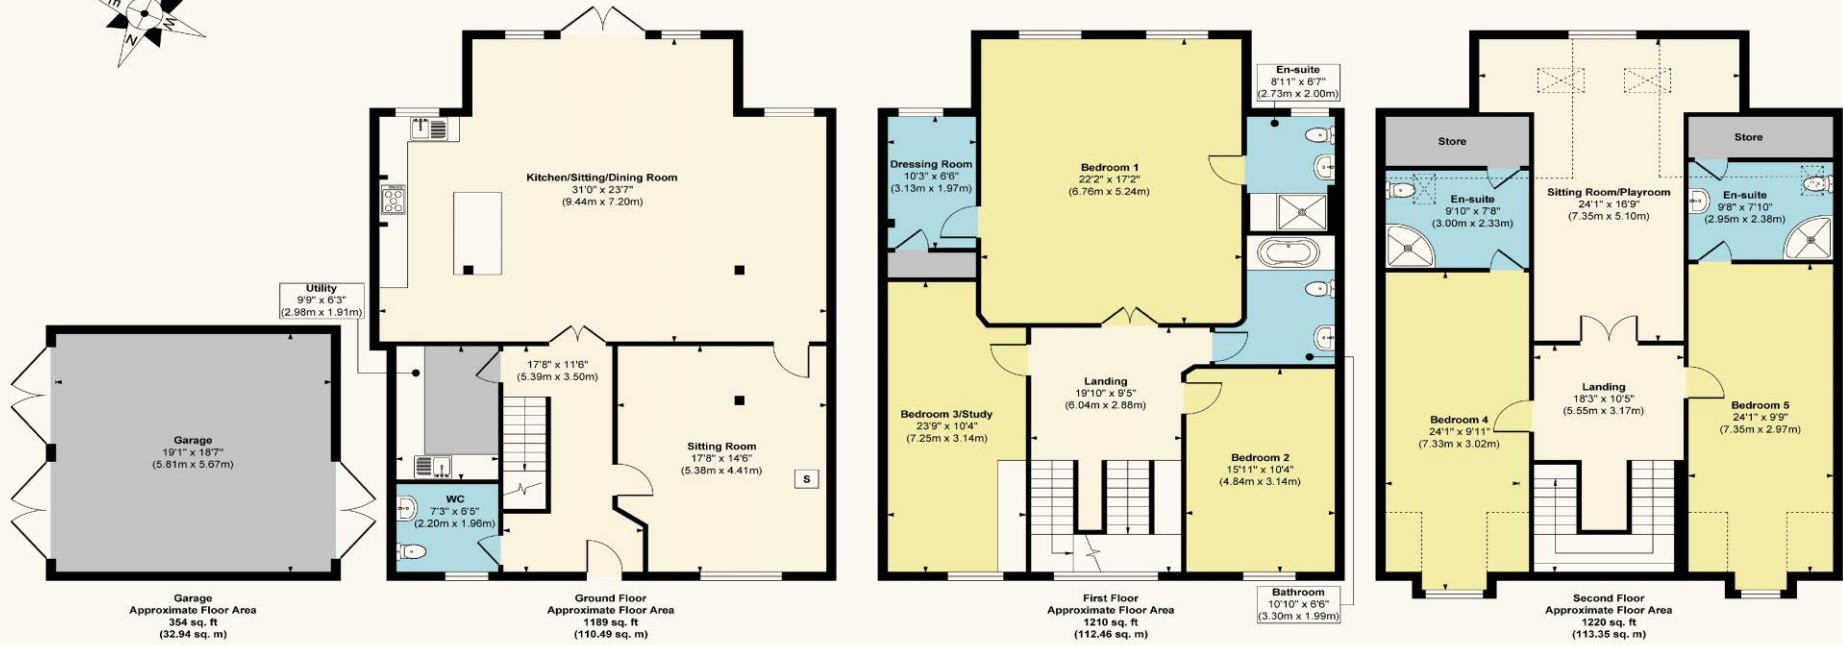 E
N
W
Garage
19'1" x 18'7"
(5.81m x 5.67m)
Garage
Approximate Floor Area
354 sq. ft
(32.94 sq. m)
Kitchen/Sitting/Dining Room
31'0" x 23'7"
(9.44m x 7.20m)
Utility
9'9" x 6'3"
(2.98m x 1.91m)
17'8" x 11'6"
(5.39m x 3.50m)
Sitting Room
17'8" x 14'6"
(5.38m x 4.41m)
S
WC
7'3" x 6'5"
(2.20m x 1.96m)
Ground Floor
Approximate Floor Area
1189 sq. ft
(110.49 sq. m)
En-suite
8'11" x 6'7"
(2.73m x 2.00m)
Dressing Room
10'3" x 6'6"
(3.13m x 1.97m)
Bedroom 1
22'2" x 17'2"
(6.76m x 5.24m)
Landing
19'10" x 9'5"
(6.04m x 2.88m)
Bedroom 3/Study
23'9" x 10'4"
(7.25m x 3.14m)
Bedroom 2
15'11" x 10'4"
(4.84m x 3.14m)
Bathroom
10'10" x 6'6"
(3.30m x 1.99m)
First Floor
Approximate Floor Area
1210 sq. ft
(112.46 sq. m)
Store
Store
En-suite
9'10" x 7'8"
(3.00m x 2.33m)
Sitting Room/Playroom
24'1" x 16'9"
(7.35m x 5.10m)
En-suite
9'8" x 7'10"
(2.95m x 2.38m)
Landing
18'3" x 10'5"
(5.55m x 3.17m)
Bedroom 4
24'1" x 9'11"
(7.33m x 3.02m)
Bedroom 5
24'1" x 9'9"
(7.35m x 2.97m)
Second Floor
Approximate Floor Area
1220 sq. ft
(113.35 sq. m)